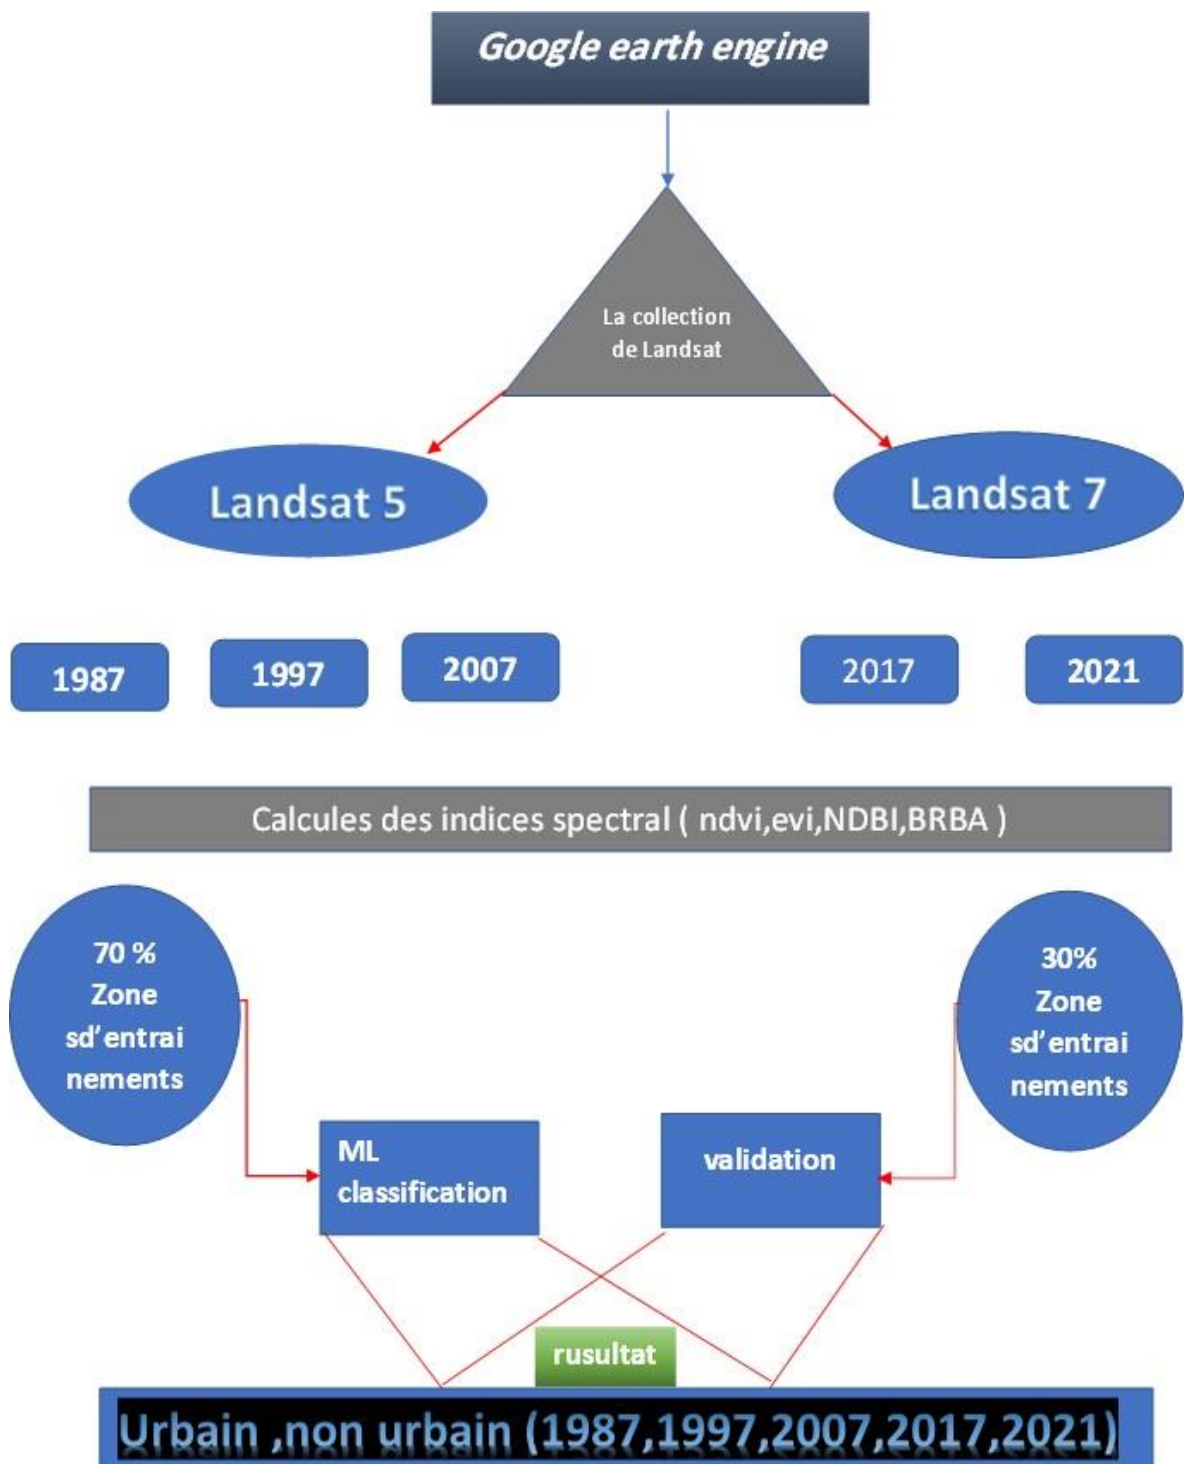 Google earth engine
La collection
de Landsat
Landsat 5
Landsat 7
1987
1997
2007
2017
2021
Calcules des indices spectral ( ndvi,evi,NDBI,BRBA )
70 %
Zone
sd’entrai
nements
30%
Zone
sd’entrai
nements
ML
classification
validation
rusultat
Urbain ,non urbain (1987,1997,2007,2017,2021)